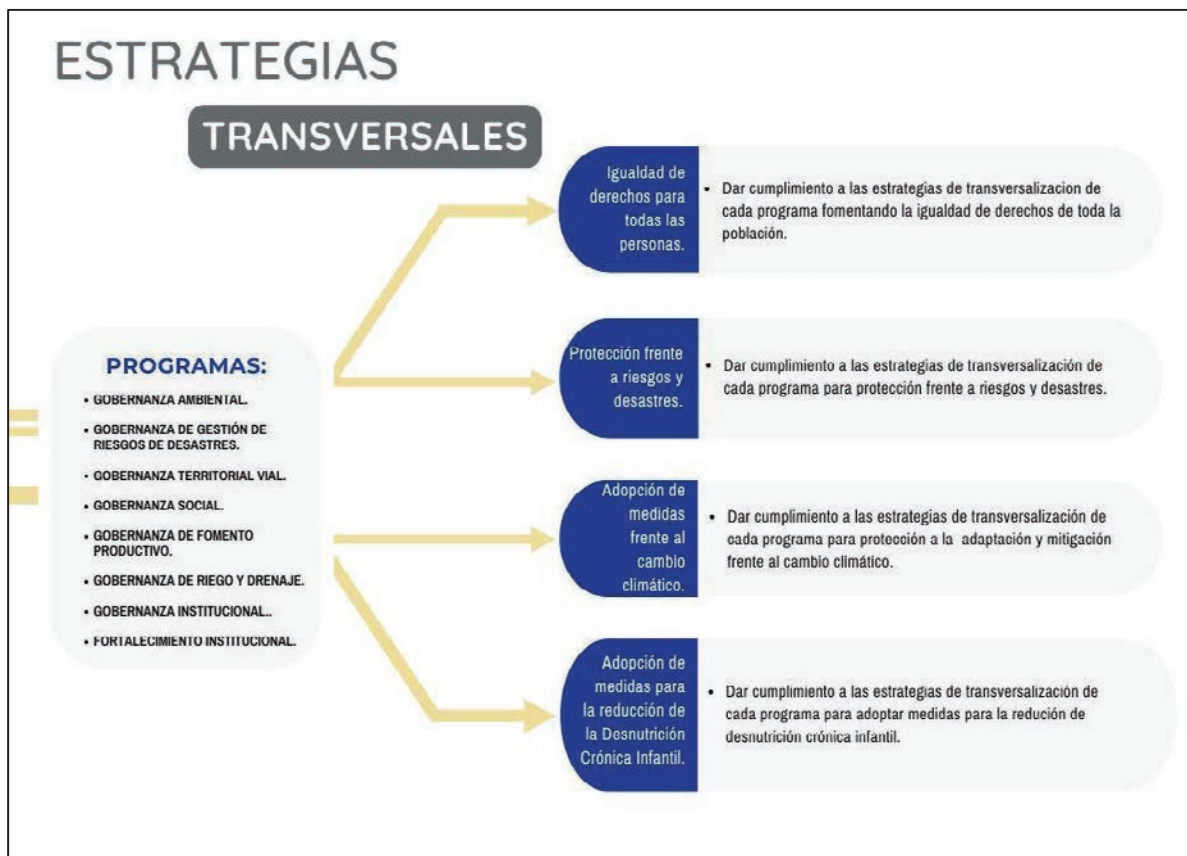 ESTRATEGIAS
TRANSVERSALES
PROGRAMAS:
• GOBERNANZA AMBIENTAL.
• GOBERNANZA DE GESTIÓN DE
RIESGOS DE DESASTRES.
• GOBERNANZA TERRITORIAL VIAL.
• GOBERNANZA SOCIAL.
• GOBERNANZA DE FOMENTO
PRODUCTIVO.
• GOBERNANZA DE RIEGO Y DRENAJE.
• GOBERNANZA INSTITUCIONAL..
• FORTALECIMIENTO INSTITUCIONAL.
Igualdad de
derechos para
todas las
personas.
• Dar cumplimiento a las estrategias de transversalizacion de
cada programa fomentando la igualdad de derechos de toda la
población.
Protección frente
a riesgos y
desastres.
• Dar cumplimiento a las estrategias de transversalización de
cada programa para protección frente a riesgos y desastres.
Adopción de
medidas
frente al
cambio
climático.
• Dar cumplimiento a las estrategias de transversalización de
cada programa para protección a la adaptación y mitigación
frente al cambio climático.
Adopción de
medidas para
la reducción de
la Desnutrición
Crónica Infantil.
• Dar cumplimiento a las estrategias de transversalización de
cada programa para adoptar medidas para la redución de
desnutrición crónica infantil.